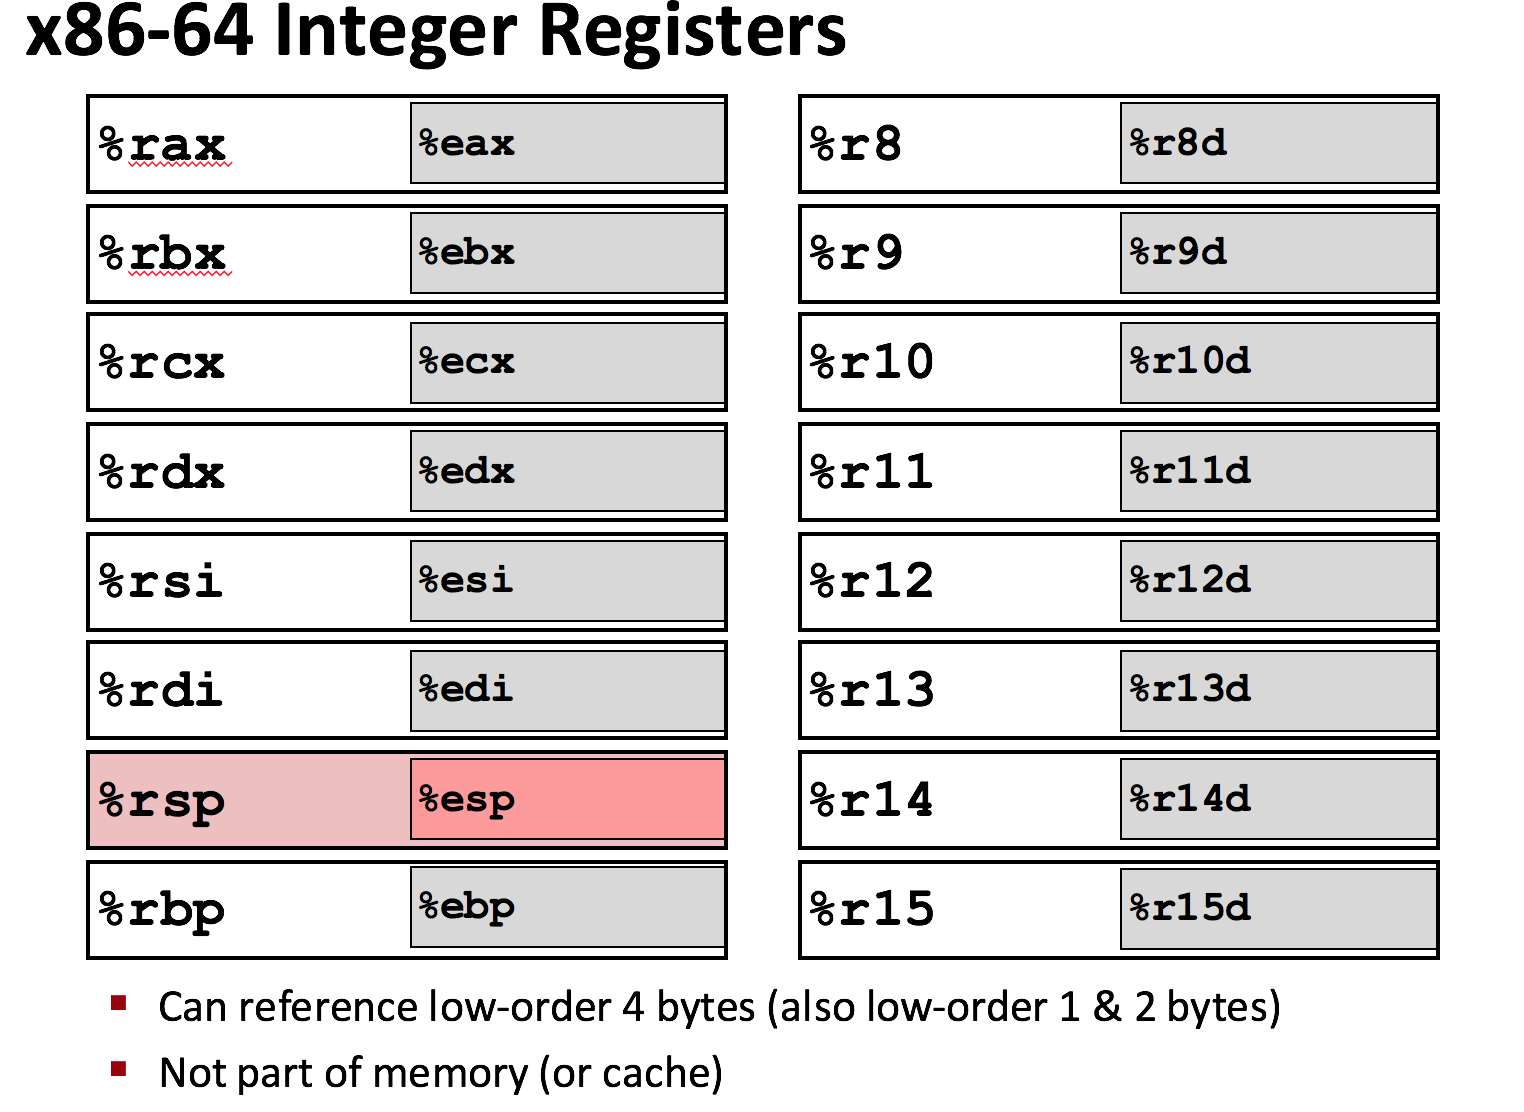 x86-64 Integer Registers
%rax %eax
%rbx %ebx
%rcx %ecx
%rdx %edx
%rsi %esi
%rdi %edi
%rsp %esp
%rbp %ebp
%r8 %r8d
%r9 %r9d
%r10 %r10d
%r11 %r11d
%r12 %r12d
%r13 %r13d
%r14 %r14d
%r15 %r15d
Can reference low-order 4 bytes (also low-order 1 & 2 bytes)
Not part of memory (or cache)